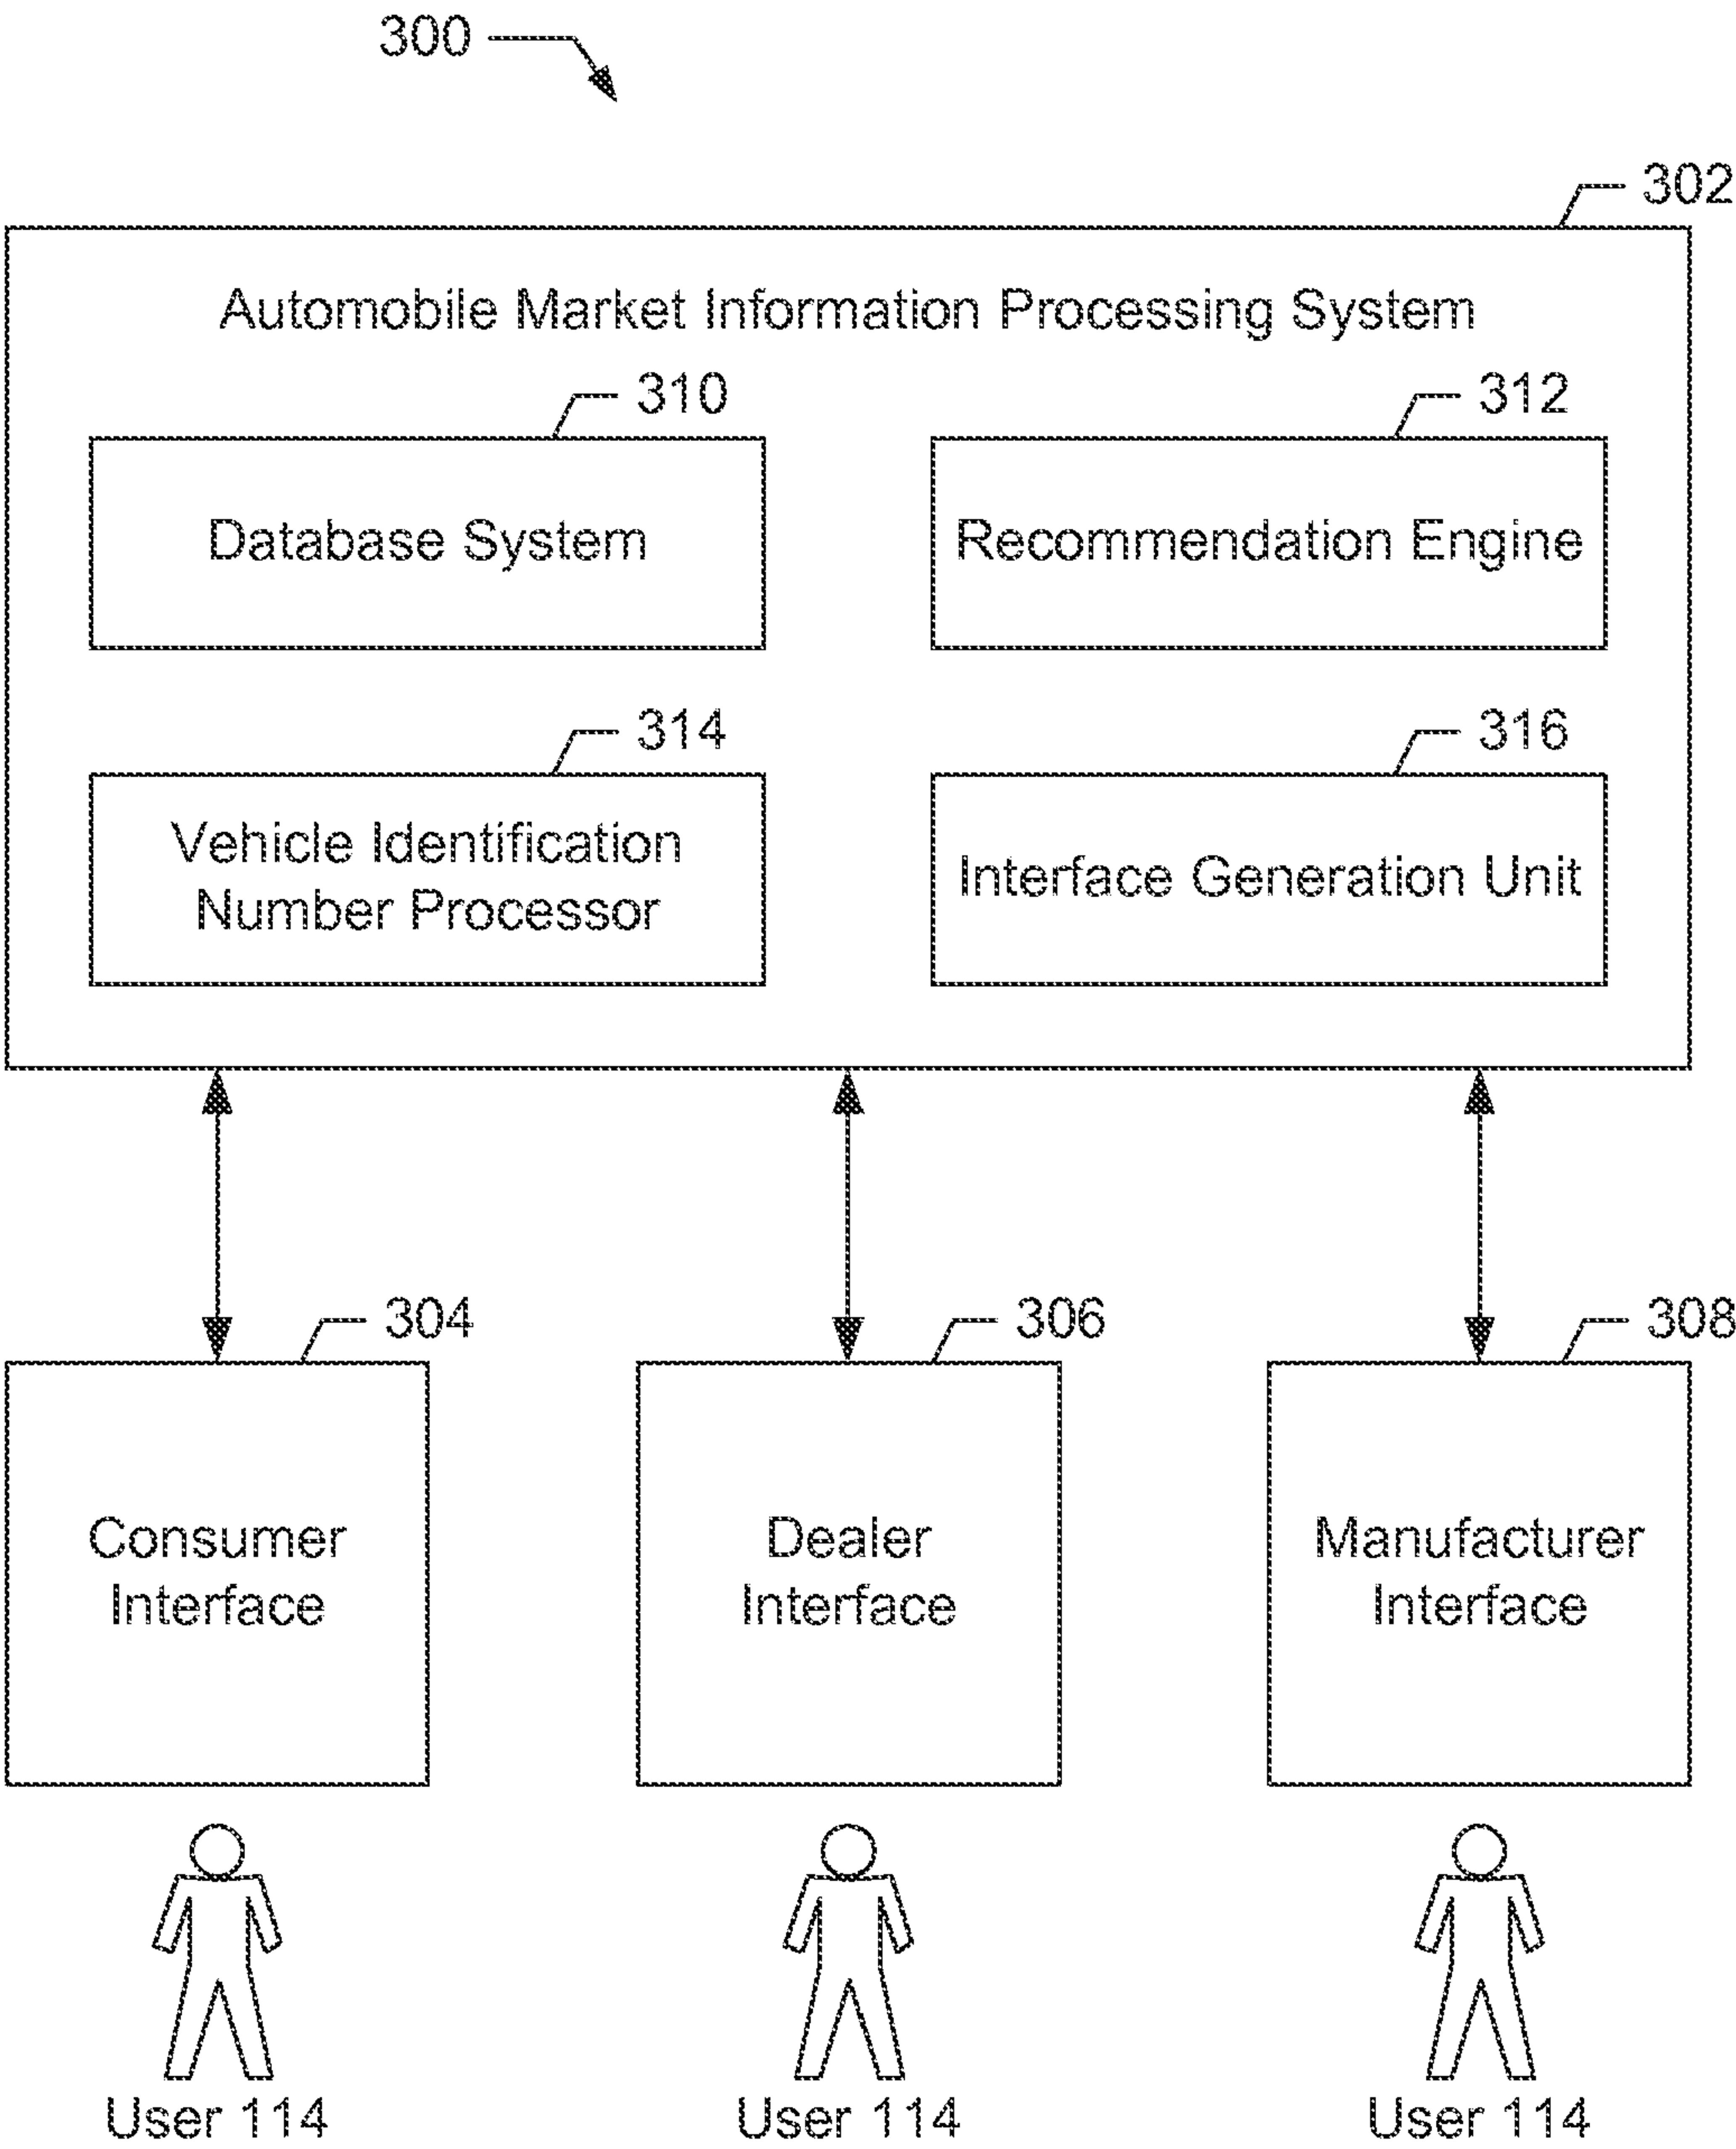 300
302
Automobile Market Information Processing System
310
312
Database System
Recommendation Engine
314
316
Vehicle Identification
Number Processor
Interface Generation Unit
304
306
308
Consumer
Interface
Dealer
Interface
Manufacturer
Interface
User 114
User 114
User 114